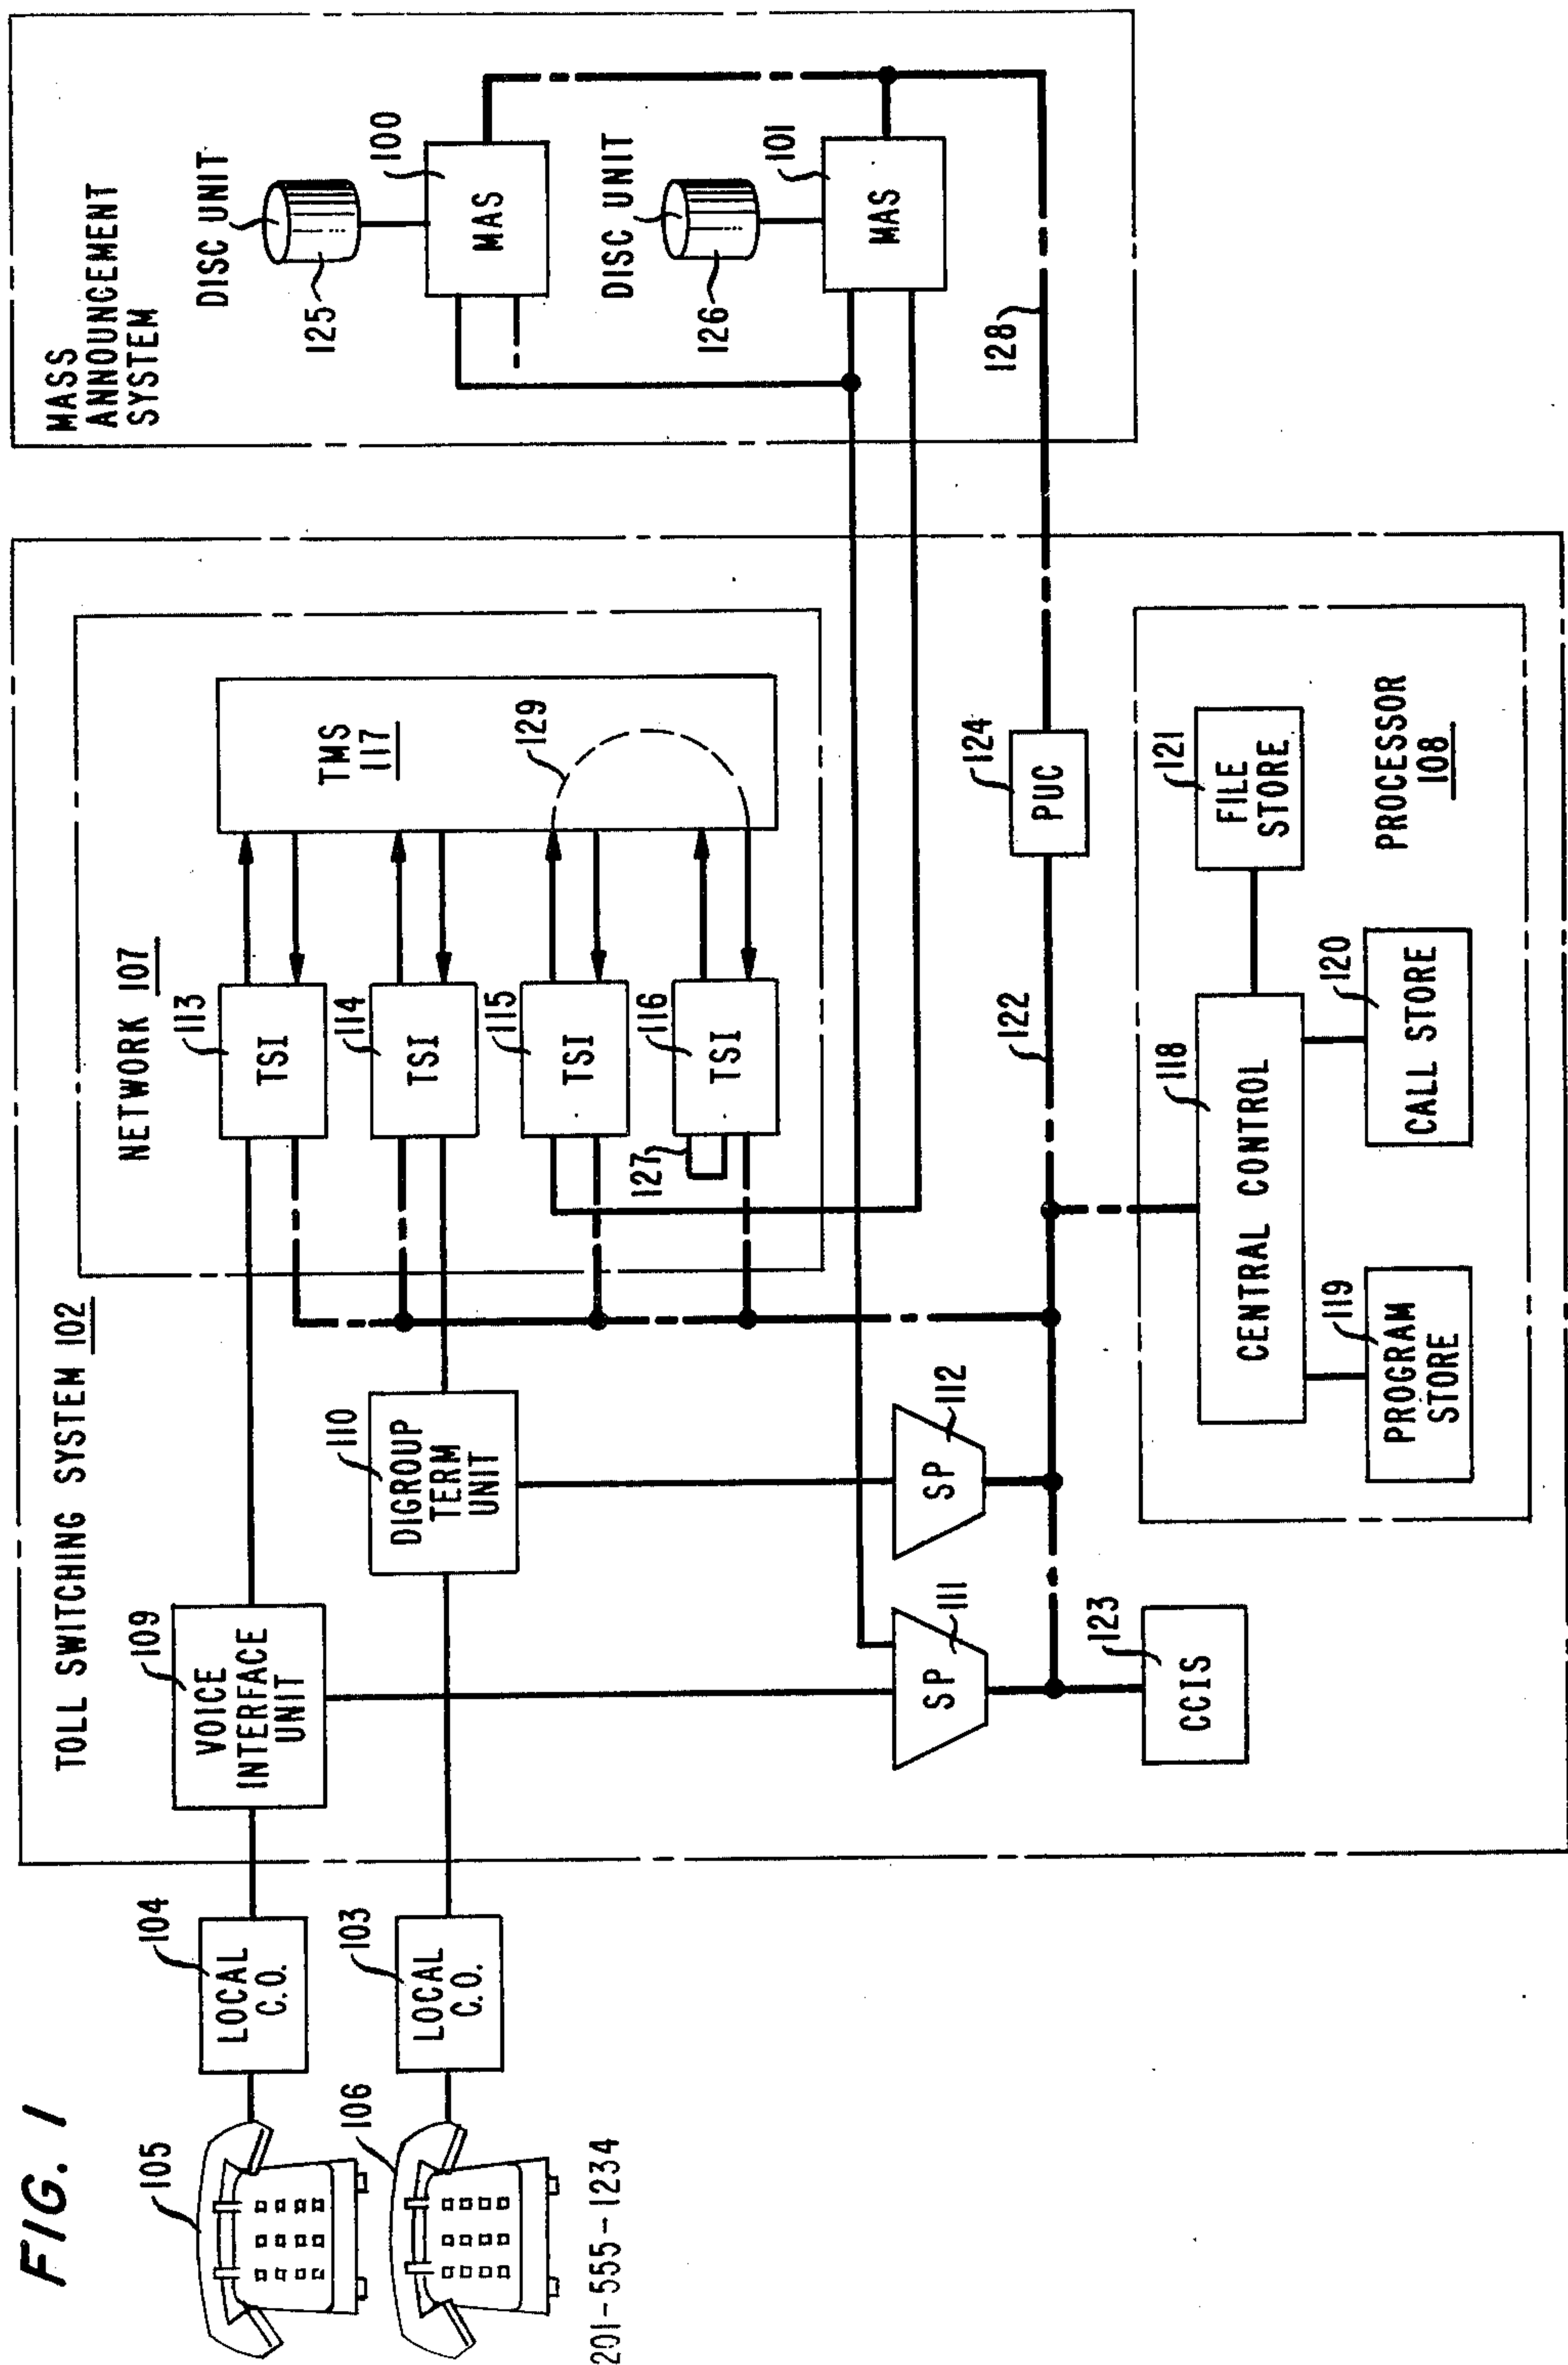 FIG. 1
105
106
201-555-1234
104
LOCAL
C.O.
103
LOCAL
C.O.
TOLL SWITCHING SYSTEM 102
109
VOICE
INTERFACE
UNIT
110
DIGROUP
TERM
UNIT
111
SP
112
SP
123
CCIS
NETWORK 107
113
TSI
114
TSI
115
TSI
116
TSI
127
TMS
117
129
122
124
PUC
118
CENTRAL CONTROL
119
PROGRAM
STORE
120
CALL STORE
121
FILE
STORE
PROCESSOR
108
MASS
ANNOUNCEMENT
SYSTEM
DISC UNIT
125
100
MAS
DISC UNIT
126
101
MAS
128